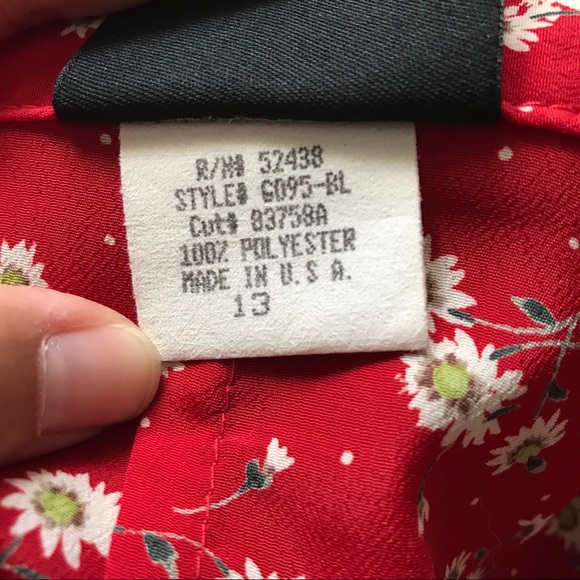 R/M# 52438
STYLE# 6095-BL
Cut# 83758A
100% POLYESTER
MADE IN U.S A.
13